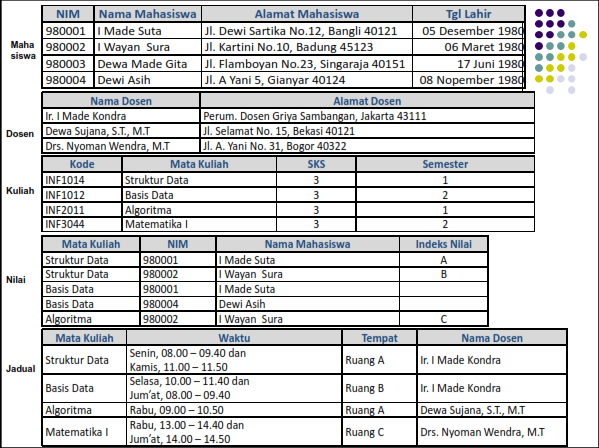 NIM Nama Mahasiswa Alamat Mahasiswa Tgl Lahir
Maha siswa
980001 I Made Suta Jl. Dewi Sartika No.12, Bangli 40121 05 Desember 1980
980002 I Wayan Sura Jl. Kartini No.10, Badung 45123 06 Maret 1980
980003 Dewa Made Gita Jl. Flamboyan No.23, Singaraja 40151 17 Juni 1980
980004 Dewi Asih Jl. A Yani 5, Gianyar 40124 08 Nopember 1980
Dosen
Nama Dosen Alamat Dosen
Ir. I Made Kondra Perum. Dosen Griya Sambangan, Jakarta 43111
Dewa Sujana, S.T., M.T Jl. Selamat No. 15, Bekasi 40121
Drs. Nyoman Wendra, M.T Jl. A. Yani No. 31, Bogor 40322
Kuliah
Kode Mata Kuliah SKS Semester
INF1014 Struktur Data 3 1
INF1012 Basis Data 3 2
INF2011 Algoritma 3 1
INF3044 Matematika I 3 2
Nilai
Mata Kuliah NIM Nama Mahasiswa Indeks Nilai
Struktur Data 980001 I Made Suta A
Struktur Data 980002 I Wayan Sura B
Basis Data 980001 I Made Suta
Basis Data 980004 Dewi Asih
Algoritma 980002 I Wayan Sura C
Jadual
Mata Kuliah Waktu Tempat Nama Dosen
Struktur Data Senin, 08.00 – 09.40 dan
Kamis, 11.00 – 11.50 Ruang A Ir. I Made Kondra
Basis Data Selasa, 10.00 – 11.40 dan
Jum’at, 08.00 – 09.40 Ruang B Ir. I Made Kondra
Algoritma Rabu, 09.00 – 10.50 Ruang A Dewa Sujana, S.T., M.T
Matematika I Rabu, 13.00 – 14.40 dan
Jum’at, 14.00 – 14.50 Ruang C Drs. Nyoman Wendra, M.T